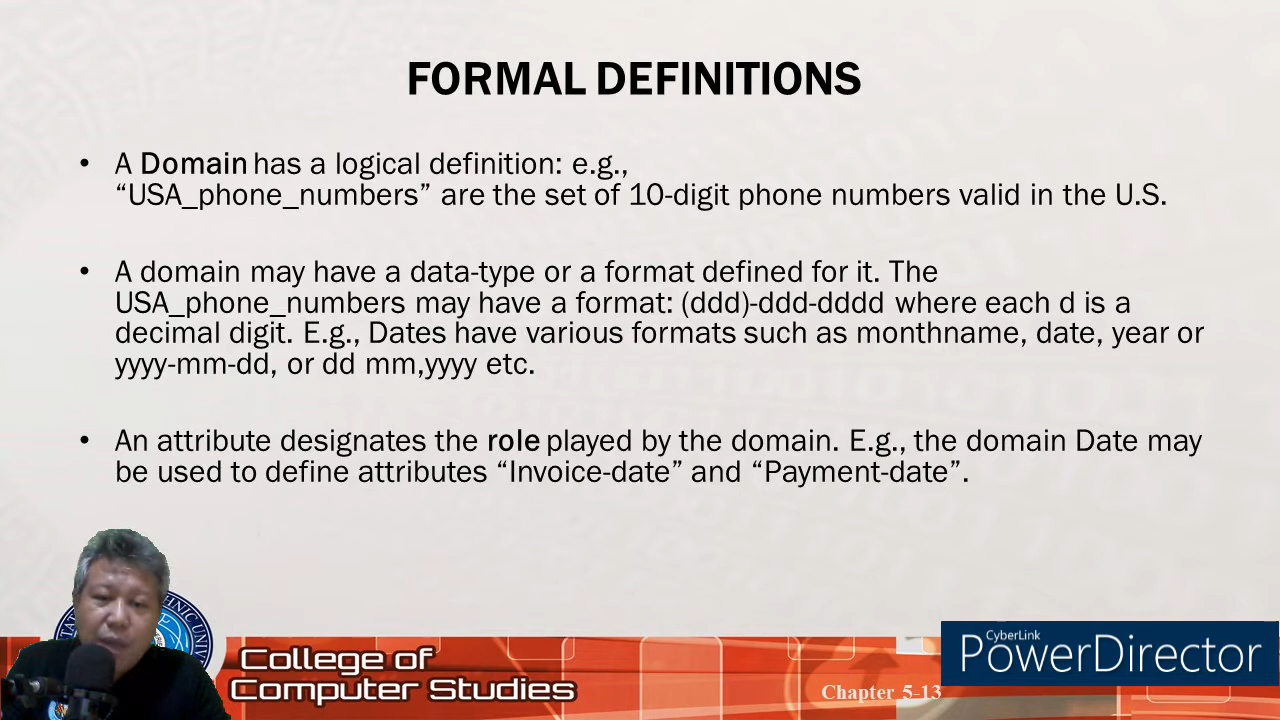 FORMAL DEFINITIONS
• A Domain has a logical definition: e.g.,
“USA_phone_numbers” are the set of 10-digit phone numbers valid in the U.S.
• A domain may have a data-type or a format defined for it. The
USA_phone_numbers may have a format: (ddd)-ddd-dddd where each d is a
decimal digit. E.g., Dates have various formats such as monthname, date, year or
yyyy-mm-dd, or dd mm,yyyy etc.
• An attribute designates the role played by the domain. E.g., the domain Date may
be used to define attributes “Invoice-date” and “Payment-date”.
College of
Computer Studies
Chapter 5-13
CyberLink
PowerDirector